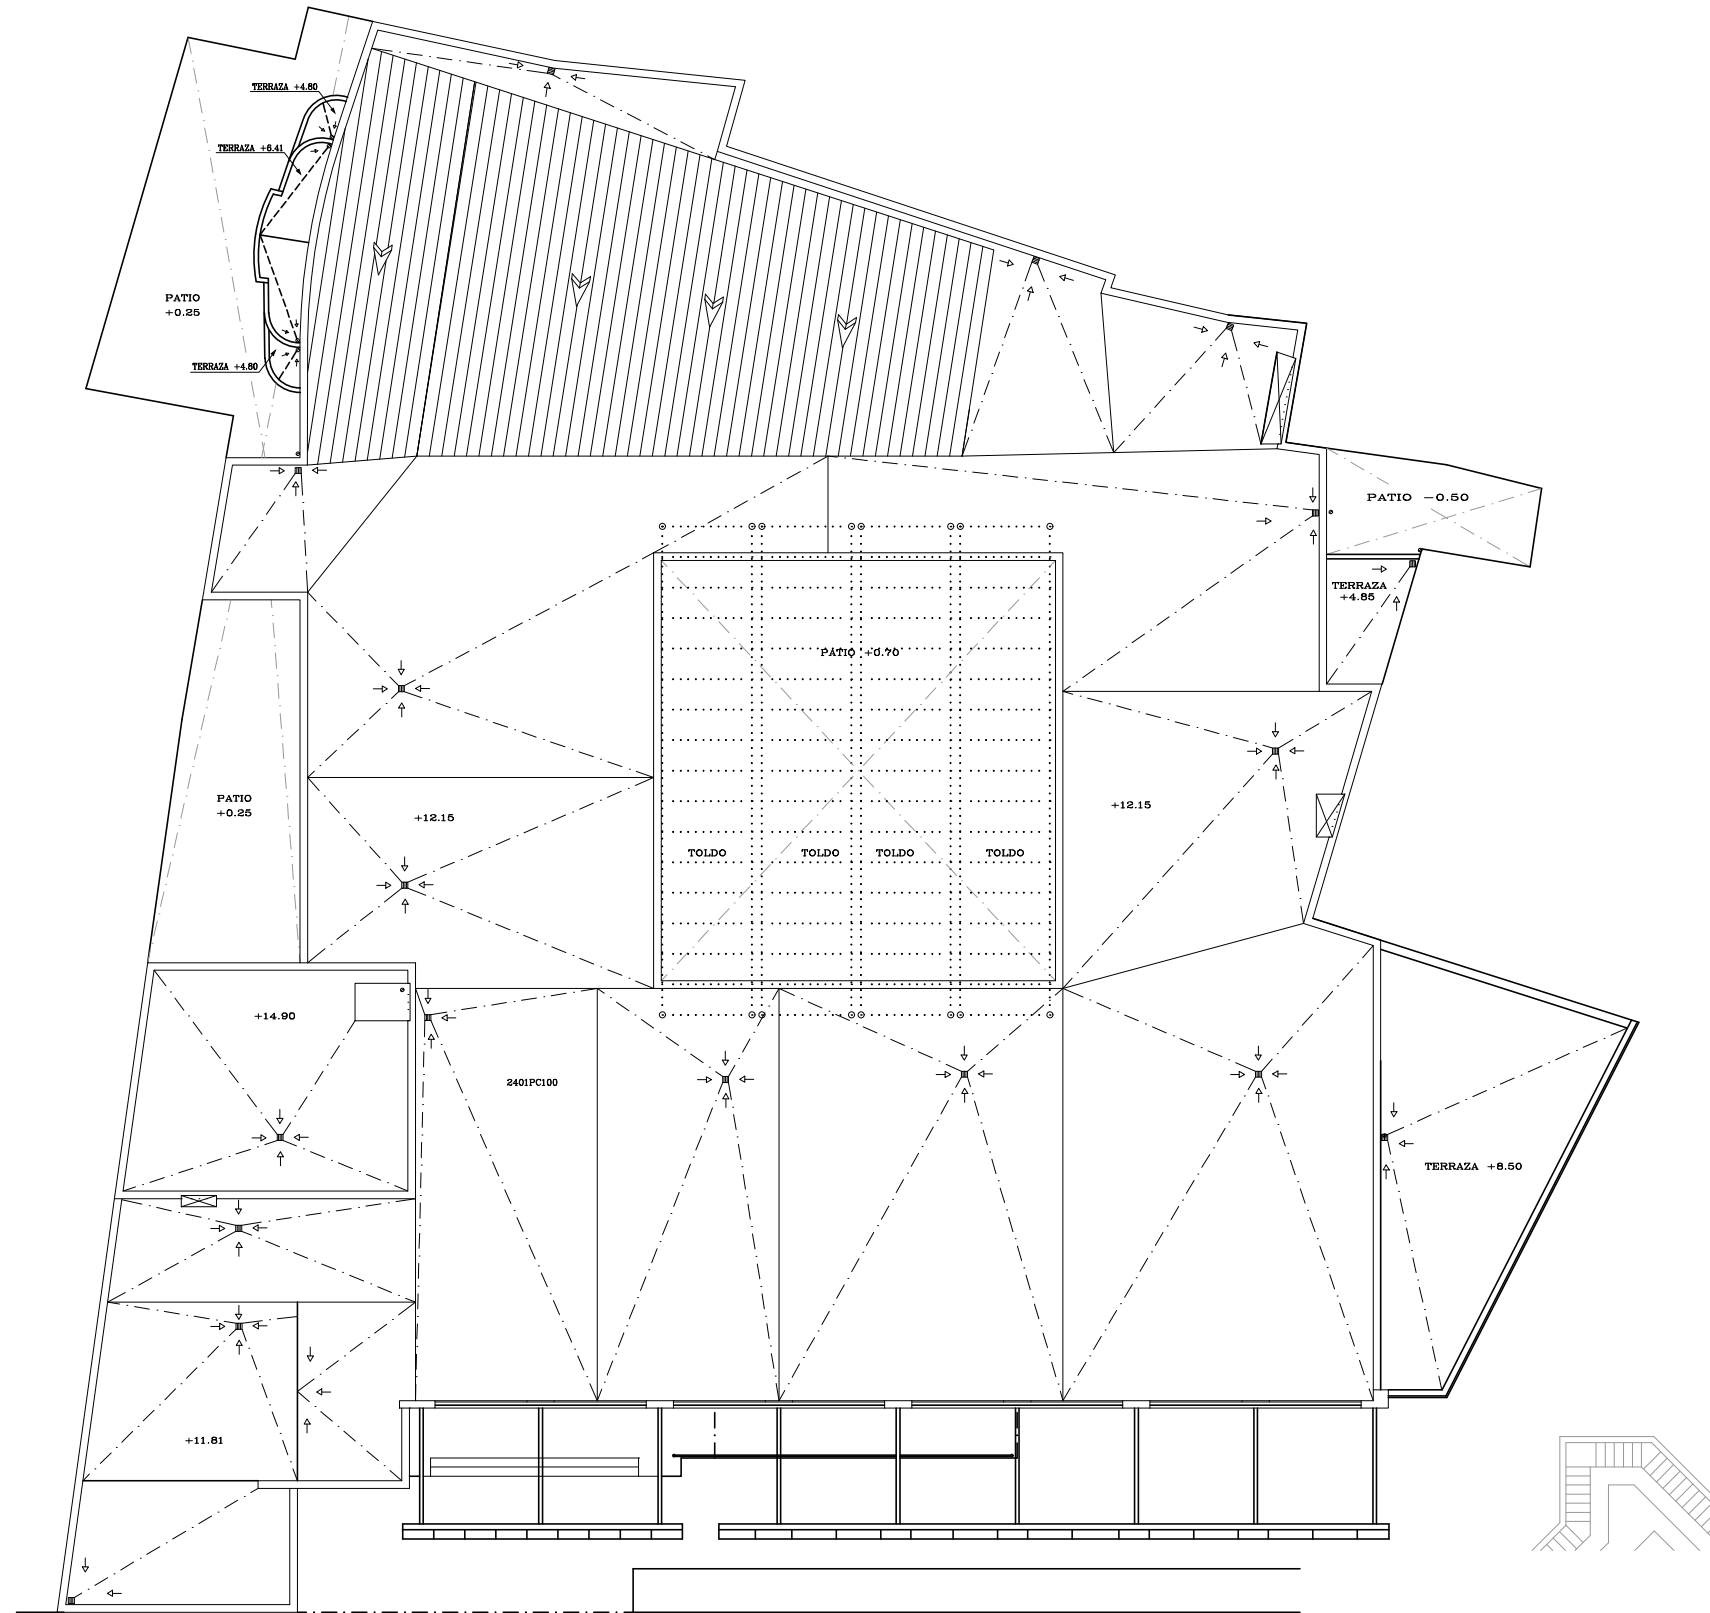 TERRAZA +4.80
TERRAZA +6.41
PATIO
+0.25
TERRAZA +4.80
PATIO -0.50
TERRAZA
+4.85
PATIO +0.70
PATIO
+0.25
+12.15
+12.15
TOLDO TOLDO TOLDO TOLDO
+14.90
2401PC100
TERRAZA +8.50
+11.81